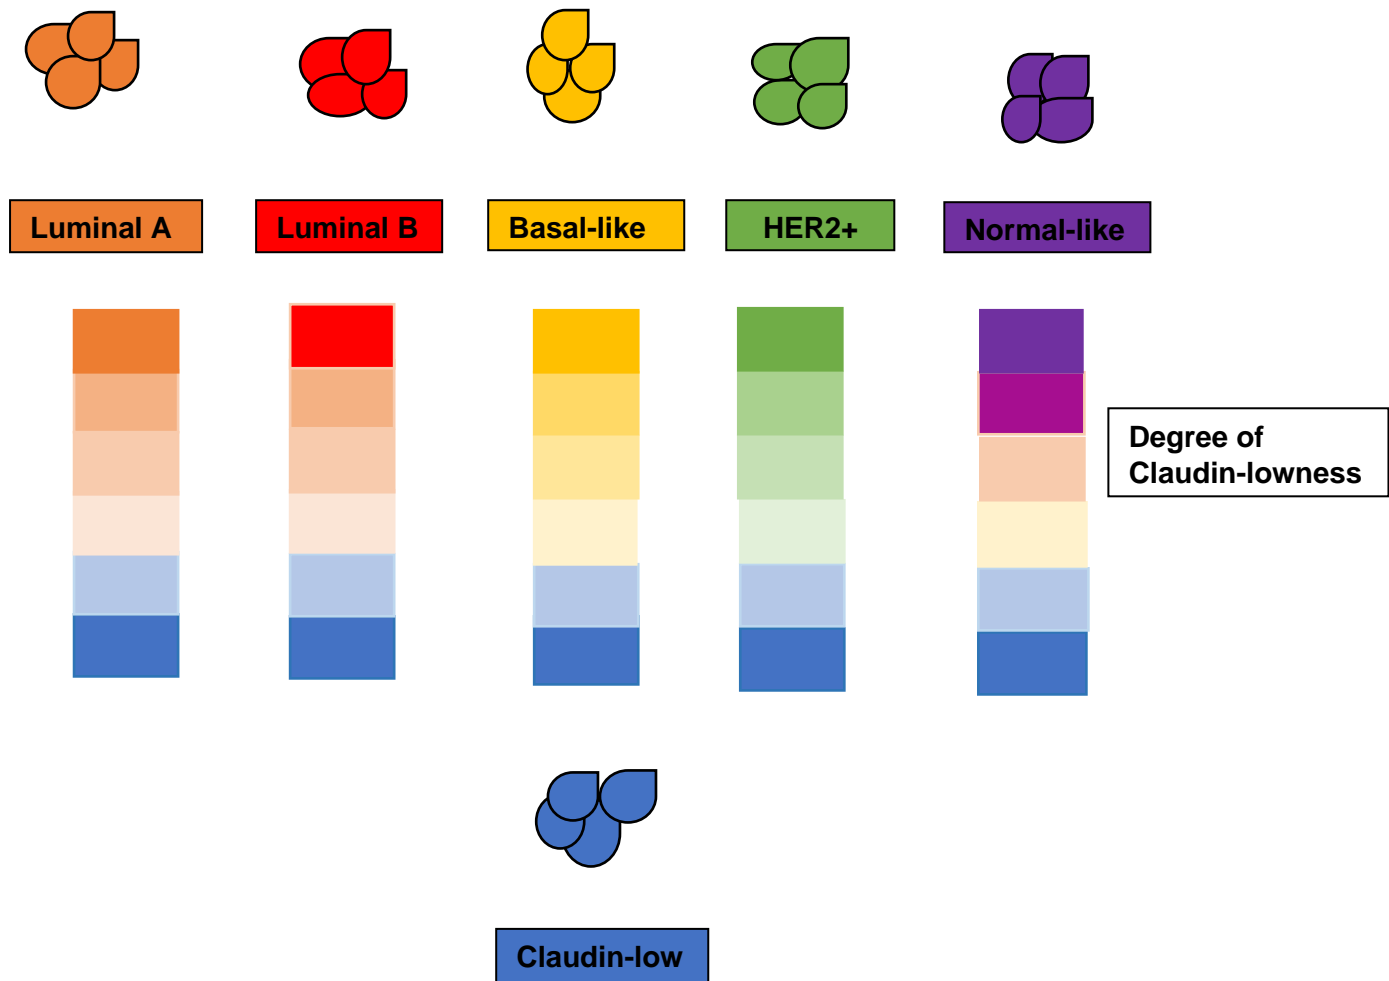 Luminal A
Luminal B
Basal-like
HER2+
Normal-like
Degree of
Claudin-lowness
Claudin-low